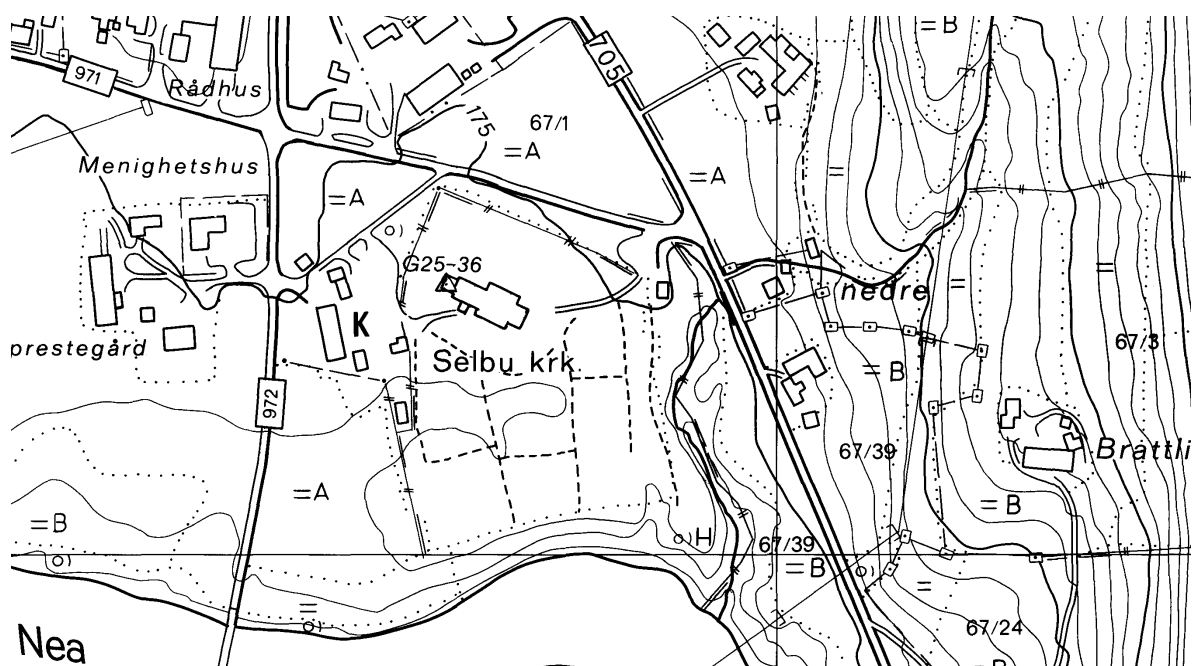 = B
705
971
Rådhus
175
67/1
= A
Menighetshus
= A
=
= A
G25-36
=
=
nedre
K
67/3
prestegård
Selbu krk
= B
972
67/39
Brattli
= A
= B
= B
H
67/39
= B
=
=
67/24
Nea
= B